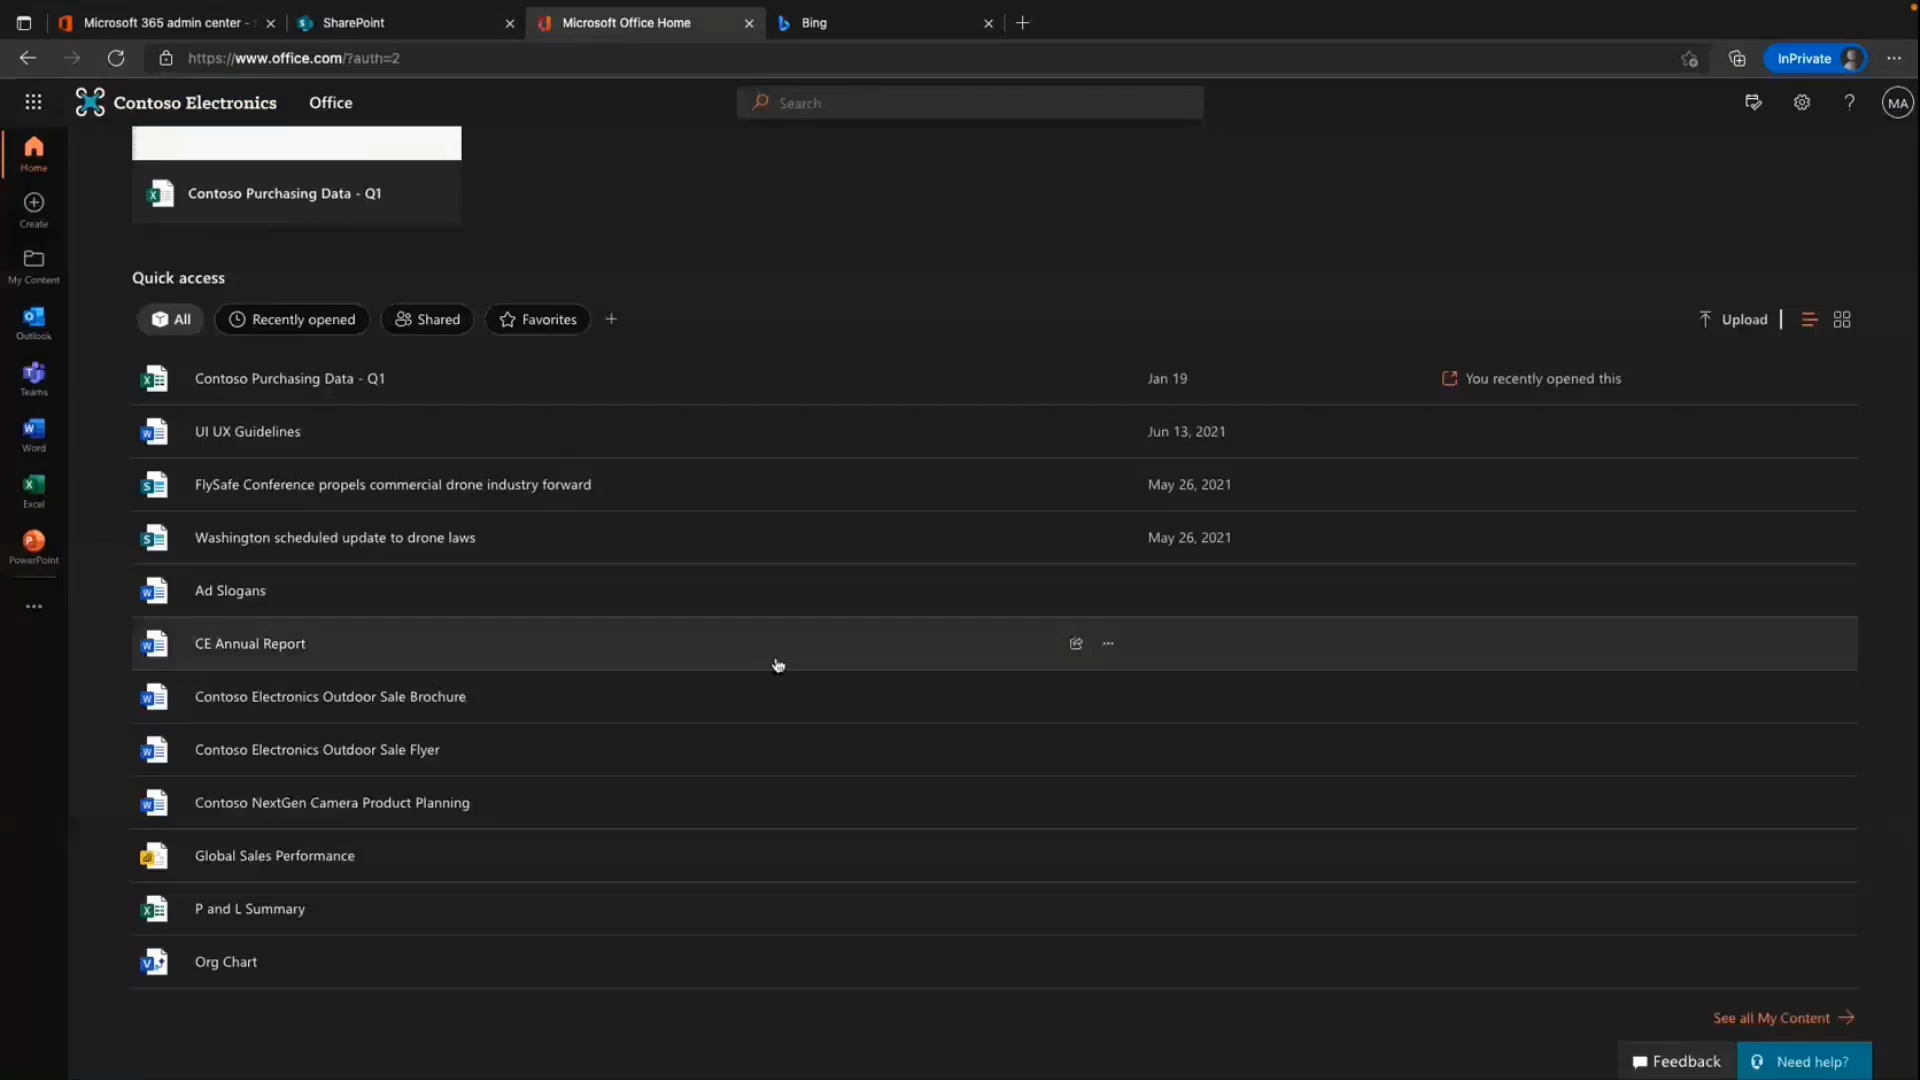 Microsoft 365 admin center -
SharePoint
Microsoft Office Home
Bing
https://www.office.com/?auth=2
InPrivate
Contoso Electronics
Office
Search
MA
Home
Create
My Content
Outlook
Teams
Word
Excel
PowerPoint
Contoso Purchasing Data - Q1
Quick access
All
Recently opened
Shared
Favorites
Upload
Contoso Purchasing Data - Q1 Jan 19 You recently opened this
UI UX Guidelines Jun 13, 2021
FlySafe Conference propels commercial drone industry forward May 26, 2021
Washington scheduled update to drone laws May 26, 2021
Ad Slogans
CE Annual Report
Contoso Electronics Outdoor Sale Brochure
Contoso Electronics Outdoor Sale Flyer
Contoso NextGen Camera Product Planning
Global Sales Performance
P and L Summary
Org Chart
See all My Content
Feedback
Need help?